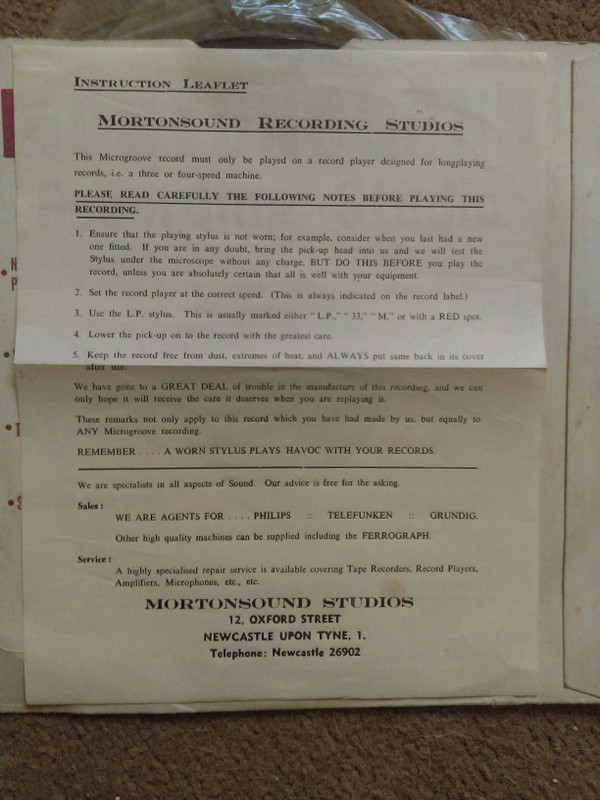 INSTRUCTION LEAFLET
MORTONSOUND RECORDING STUDIOS
This Microgroove record must only be played on a record player designed for longplaying
records, i.e. a three or four-speed machine.
PLEASE READ CAREFULLY THE FOLLOWING NOTES BEFORE PLAYING THIS
RECORDING.
1. Ensure that the playing stylus is not worn; for example, consider when you last had a new
one fitted. If you are in any doubt, bring the pick-up head into us and we will test the
Stylus under the microscope without any charge. BUT DO THIS BEFORE you play the
record, unless you are absolutely certain that all is well with your equipment.
2. Set the record player at the correct speed. (This is always indicated on the record label.)
3. Use the L.P. stylus. This is usually marked either "L.P.," "33," "M." or with a RED spot.
4. Lower the pick-up on to the record with the greatest care.
5. Keep the record free from dust, extremes of heat, and ALWAYS put same back in its cover
after use.
We have gone to a GREAT DEAL of trouble in the manufacture of this recording, and we can
only hope it will receive the care it deserves when you are replaying it.
These remarks not only apply to this record which you have had made by us, but equally to
ANY Microgroove recording.
REMEMBER .... A WORN STYLUS PLAYS HAVOC WITH YOUR RECORDS.
We are specialists in all aspects of Sound. Our advice is free for the asking.
Sales:
WE ARE AGENTS FOR .... PHILIPS :: TELEFUNKEN :: GRUNDIG.
Other high quality machines can be supplied including the FERROGRAPH.
Service:
A highly specialised repair service is available covering Tape Recorders, Record Players,
Amplifiers, Microphones, etc., etc.
MORTONSOUND STUDIOS
12, OXFORD STREET
NEWCASTLE UPON TYNE, 1.
Telephone: Newcastle 26902